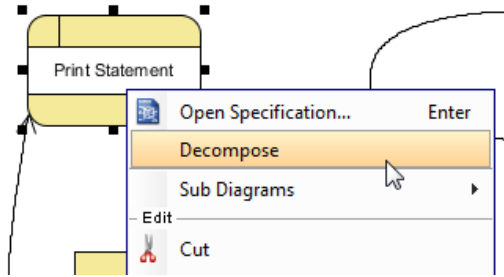 Print Statement
Open Specification... Enter
Decompose
Sub Diagrams
Edit
Cut